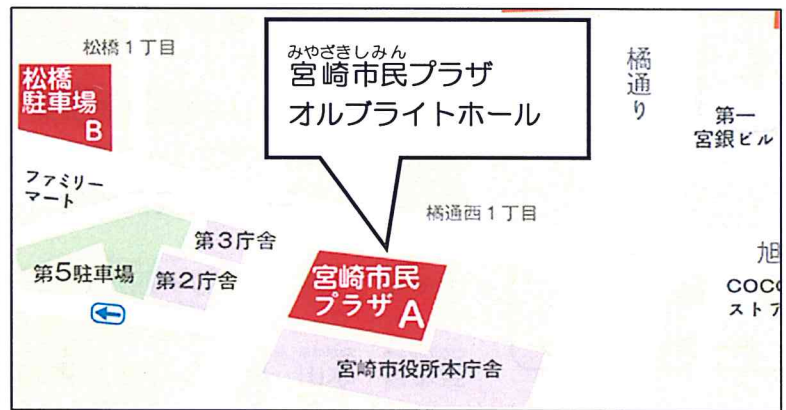 松橋1丁目
松橋
駐車場
B
みやざきしみん
宮崎市民プラザ
オルブライトホール
橘通り
第一
宮銀ビル
ファミリー
マート
橘通西1丁目
第3庁舎
第5駐車場
第2庁舎
宮崎市民
プラザ A
旭
COC
ストア
宮崎市役所本庁舎